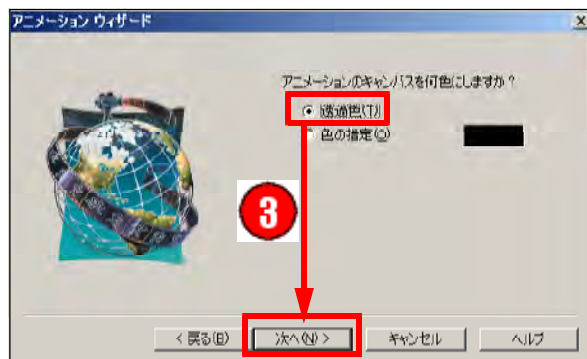 アニメーション ウィザード
アニメーションのキャンバスを何色にしますか?
透過色(T)
色の指定(O)
3
< 戻る(B)
次へ(N) >
キャンセル
ヘルプ